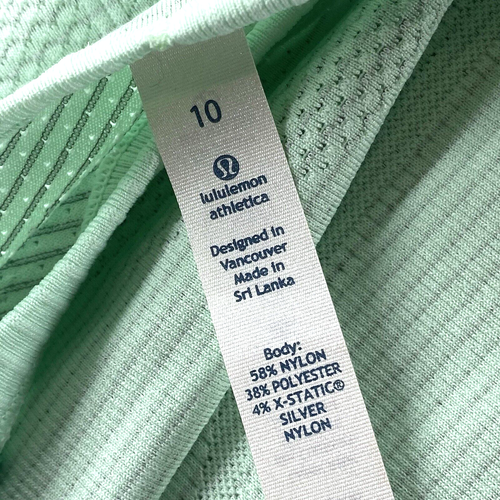 10
lululemon
athletica
Designed in
Vancouver
Made in
Sri Lanka
Body:
58% NYLON
38% POLYESTER
4% X-STATIC®
SILVER
NYLON